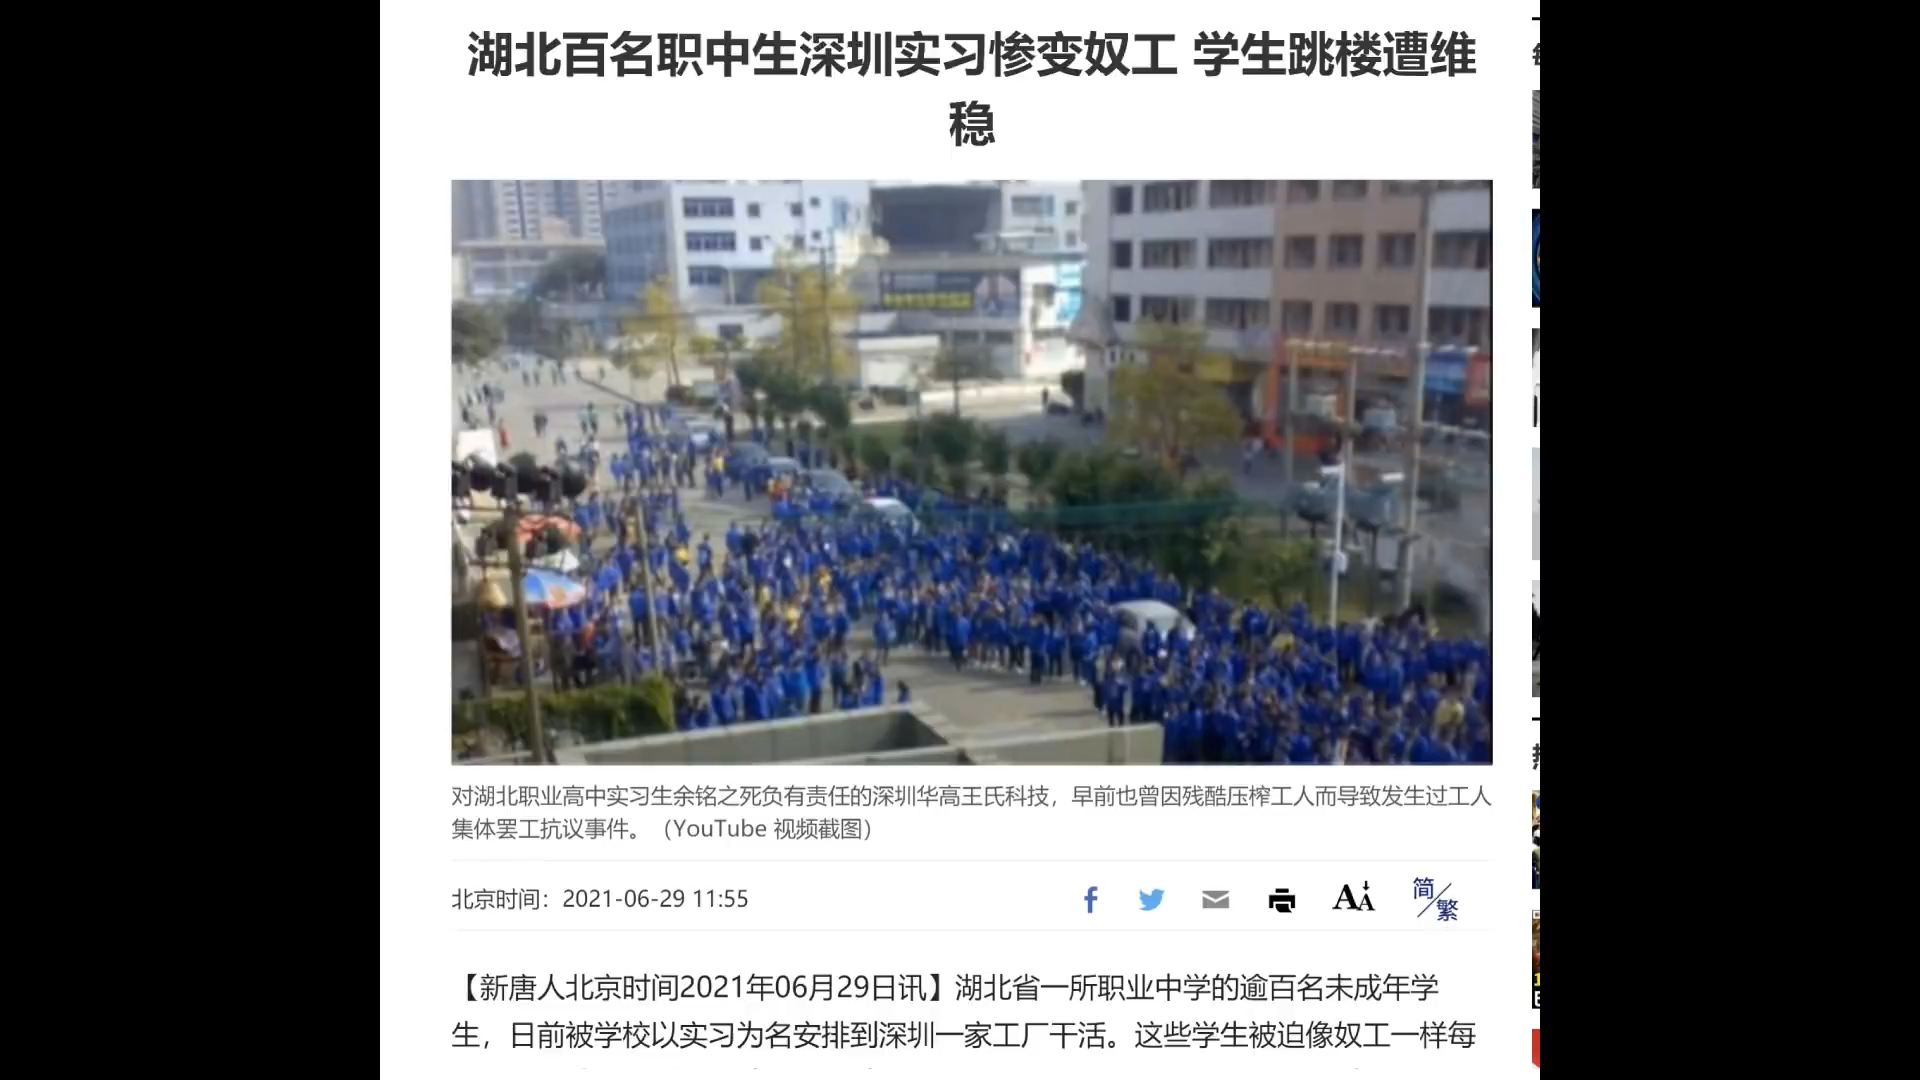 湖北百名职中生深圳实习惨变奴工 学生跳楼遭维
稳
对湖北职业高中实习生余铭之死负有责任的深圳华高王氏科技，早前也曾因残酷压榨工人而导致发生过工人
集体罢工抗议事件。（YouTube 视频截图）
北京时间：2021-06-29 11:55
简/繁
【新唐人北京时间2021年06月29日讯】湖北省一所职业中学的逾百名未成年学
生，日前被学校以实习为名安排到深圳一家工厂干活。这些学生被迫像奴工一样每